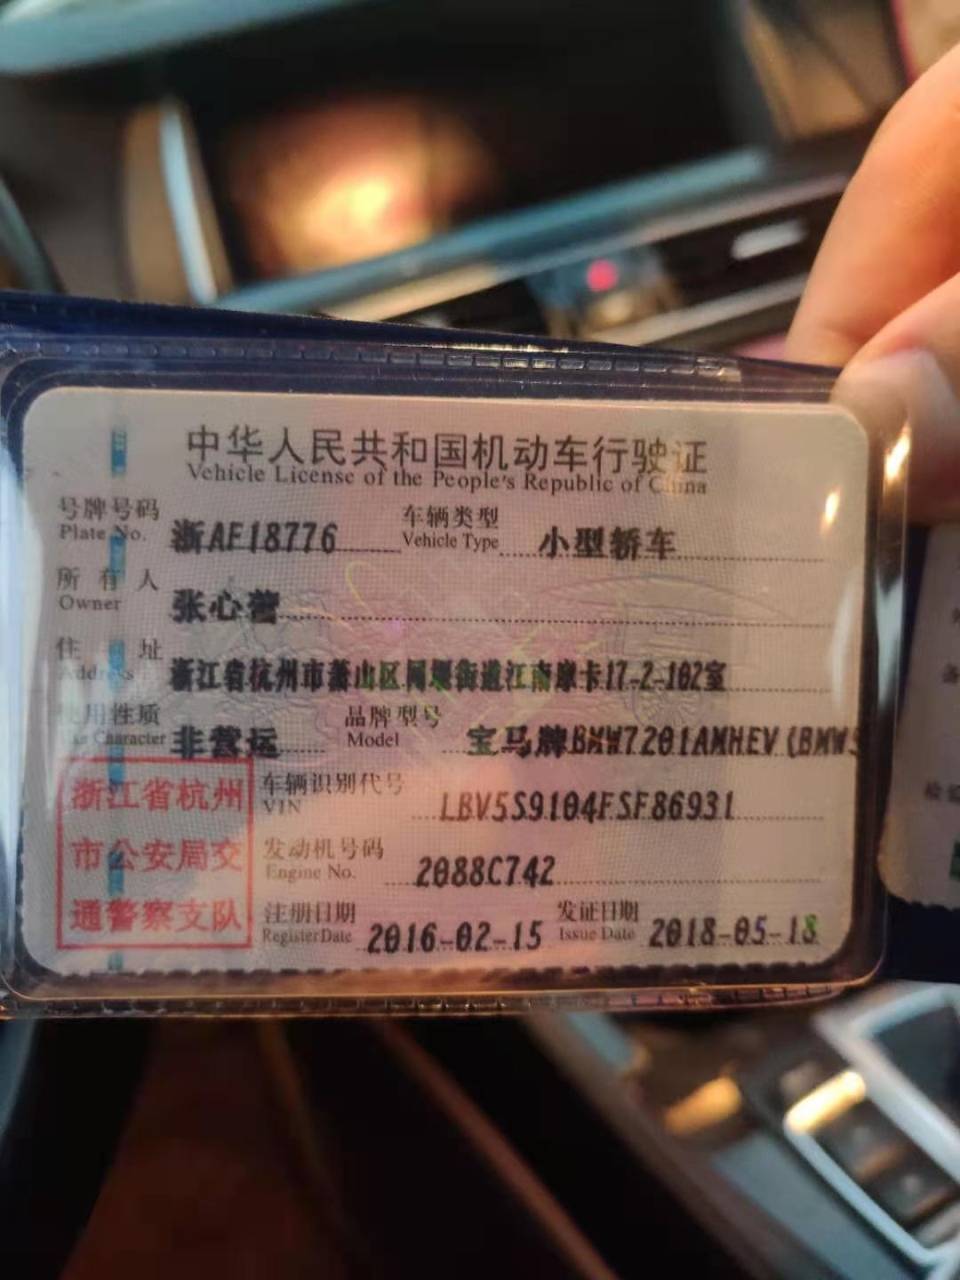 中华人民共和国机动车行驶证
Vehicle License of the People's Republic of China
号牌号码 浙AF18776 车辆类型 小型轿车
Plate No. Vehicle Type
所有人 张心蕾
Owner
住址 浙江省杭州市萧山区闻堰街道江南摩卡17-2-102室
Address
使用性质 非营运 品牌型号 宝马牌BMW7201AMHEV(BMW5
Use Character Model
车辆识别代号 LBV5S9104FSF86931
VIN
发动机号码 2088C742
Engine No.
注册日期 2016-02-15 发证日期 2018-05-18
Register Date Issue Date
浙江省杭州
市公安局交
通警察支队